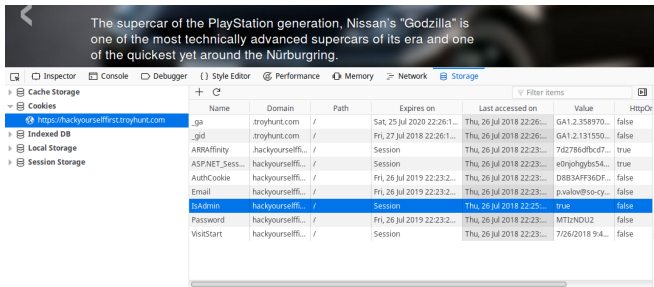 The supercar of the PlayStation generation, Nissan's "Godzilla" is
one of the most technically advanced supercars of its era and one
of the quickest yet around the Nürburgring.
Inspector Console Debugger { } Style Editor Performance Memory Network Storage
Cache Storage
Cookies
https://hackyourselffirst.troyhunt.com
Indexed DB
Local Storage
Session Storage
+ Filter items
Name Domain Path Expires on Last accessed on Value HttpOr
_ga .troyhunt.com / Sat, 25 Jul 2020 22:26:1... Thu, 26 Jul 2018 22:26:... GA1.2.358970... false
_gid .troyhunt.com / Fri, 27 Jul 2018 22:26:1... Thu, 26 Jul 2018 22:26:... GA1.2.131550... false
ARRAffinity .hackyourselffi... / Session Thu, 26 Jul 2018 22:23:... 7d2786dfbcd7... true
ASP.NET_Sess... hackyourselffi... / Session Thu, 26 Jul 2018 22:23:... e0njohgybs54... true
AuthCookie hackyourselffi... / Fri, 26 Jul 2019 22:23:2... Thu, 26 Jul 2018 22:23:... D8B3AFF36DF... false
Email hackyourselffi... / Fri, 26 Jul 2019 22:23:2... Thu, 26 Jul 2018 22:23:... p.valov@so-cy... false
IsAdmin hackyourselffi... / Session Thu, 26 Jul 2018 22:25:... true false
Password hackyourselffi... / Fri, 26 Jul 2019 22:23:2... Thu, 26 Jul 2018 22:23:... MTIzNDU2 false
VisitStart hackyourselffi... / Session Thu, 26 Jul 2018 22:23:... 7/26/2018 9:4... false